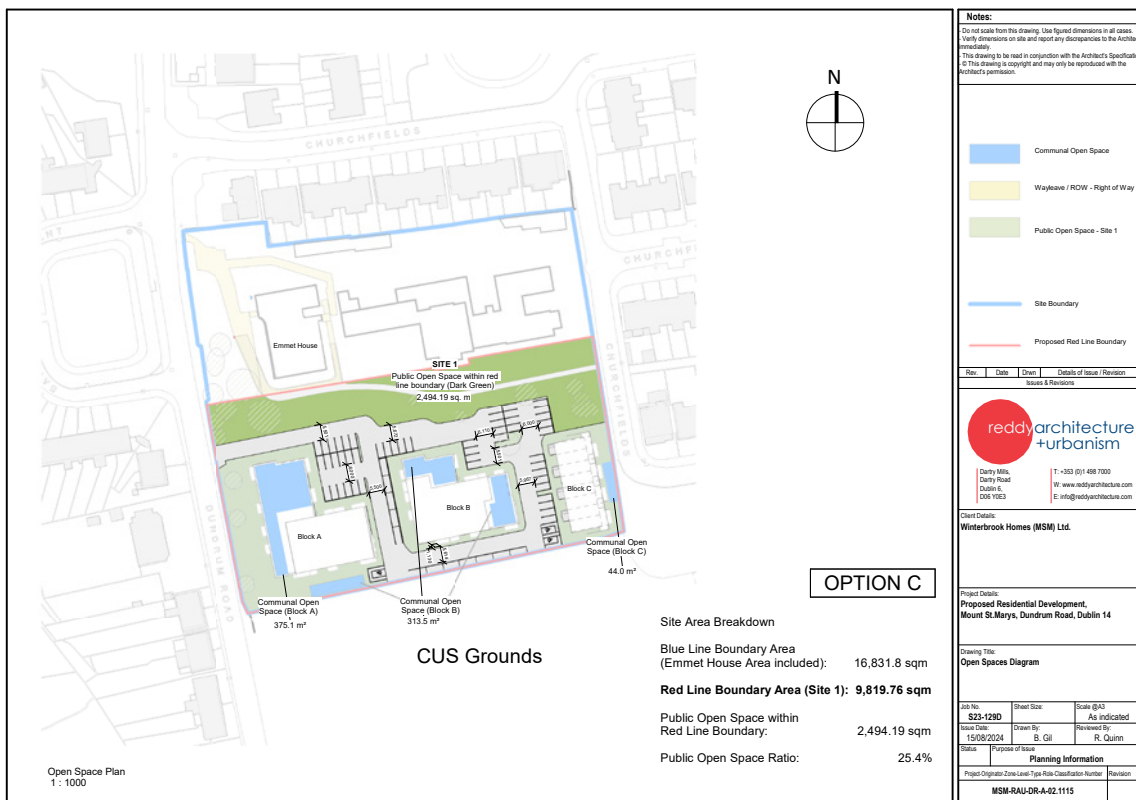 CHURCHFIELDS
N
CHURCHFIELDS
Emmet House
SITE 1
Public Open Space within red
line boundary (Dark Green)
2,494.19 sq. m
CHURCHFIELDS
DUNDRUM ROAD
Block A
Block B
Block C
Communal Open
Space (Block A)
375.1 m²
Communal Open
Space (Block B)
313.5 m²
Communal Open
Space (Block C)
44.0 m²
CUS Grounds
OPTION C
Site Area Breakdown
Blue Line Boundary Area
(Emmet House Area included): 16,831.8 sqm
Red Line Boundary Area (Site 1): 9,819.76 sqm
Public Open Space within
Red Line Boundary: 2,494.19 sqm
Public Open Space Ratio: 25.4%
Open Space Plan
1 : 1000
Notes:
- Do not scale from this drawing. Use figured dimensions in all cases.
- Verify dimensions on site and report any discrepancies to the Archite
immediately.
- This drawing to be read in conjunction with the Architect's Specificati
- © This drawing is copyright and may only be reproduced with the
Architect's permission.
Communal Open Space
Wayleave / ROW - Right of Way
Public Open Space - Site 1
Site Boundary
Proposed Red Line Boundary
Rev. Date Drwn Details of Issue / Revision
Issues & Revisions
reddyarchitecture
+urbanism
Dartry Mills, T: +353 (0)1 498 7000
Dartry Road
Dublin 6, W: www.reddyarchitecture.com
D06 Y0E3 E: info@reddyarchitecture.com
Client Details:
Winterbrook Homes (MSM) Ltd.
Project Details:
Proposed Residential Development,
Mount St.Marys, Dundrum Road, Dublin 14
Drawing Title:
Open Spaces Diagram
Job No. Sheet Size: Scale @A3
S23-129D As indicated
Issue Date: Drawn By: Reviewed By:
15/08/2024 B. Gil R. Quinn
Status Purpose of Issue
Planning Information
Project-Originator-Zone-Level-Type-Role-Classification-Number Revision
MSM-RAU-DR-A-02.1115